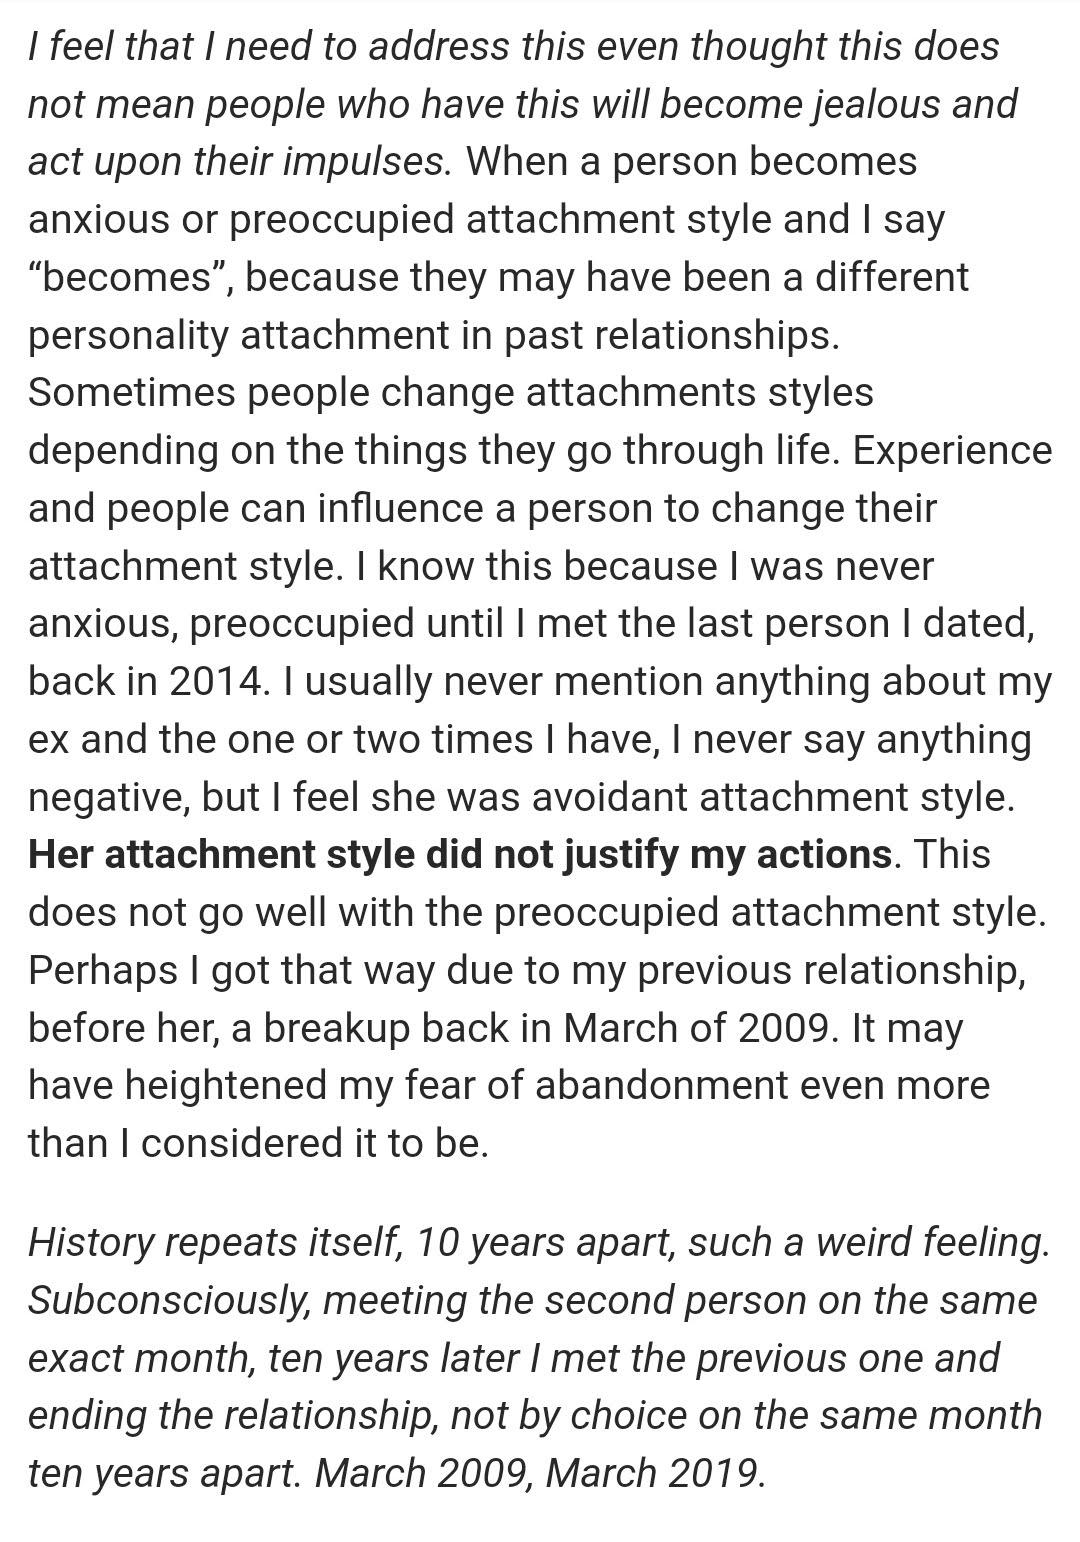 I feel that I need to address this even thought this does
not mean people who have this will become jealous and
act upon their impulses. When a person becomes
anxious or preoccupied attachment style and I say
“becomes”, because they may have been a different
personality attachment in past relationships.
Sometimes people change attachments styles
depending on the things they go through life. Experience
and people can influence a person to change their
attachment style. I know this because I was never
anxious, preoccupied until I met the last person I dated,
back in 2014. I usually never mention anything about my
ex and the one or two times I have, I never say anything
negative, but I feel she was avoidant attachment style.
Her attachment style did not justify my actions. This
does not go well with the preoccupied attachment style.
Perhaps I got that way due to my previous relationship,
before her, a breakup back in March of 2009. It may
have heightened my fear of abandonment even more
than I considered it to be.
History repeats itself, 10 years apart, such a weird feeling.
Subconsciously, meeting the second person on the same
exact month, ten years later I met the previous one and
ending the relationship, not by choice on the same month
ten years apart. March 2009, March 2019.